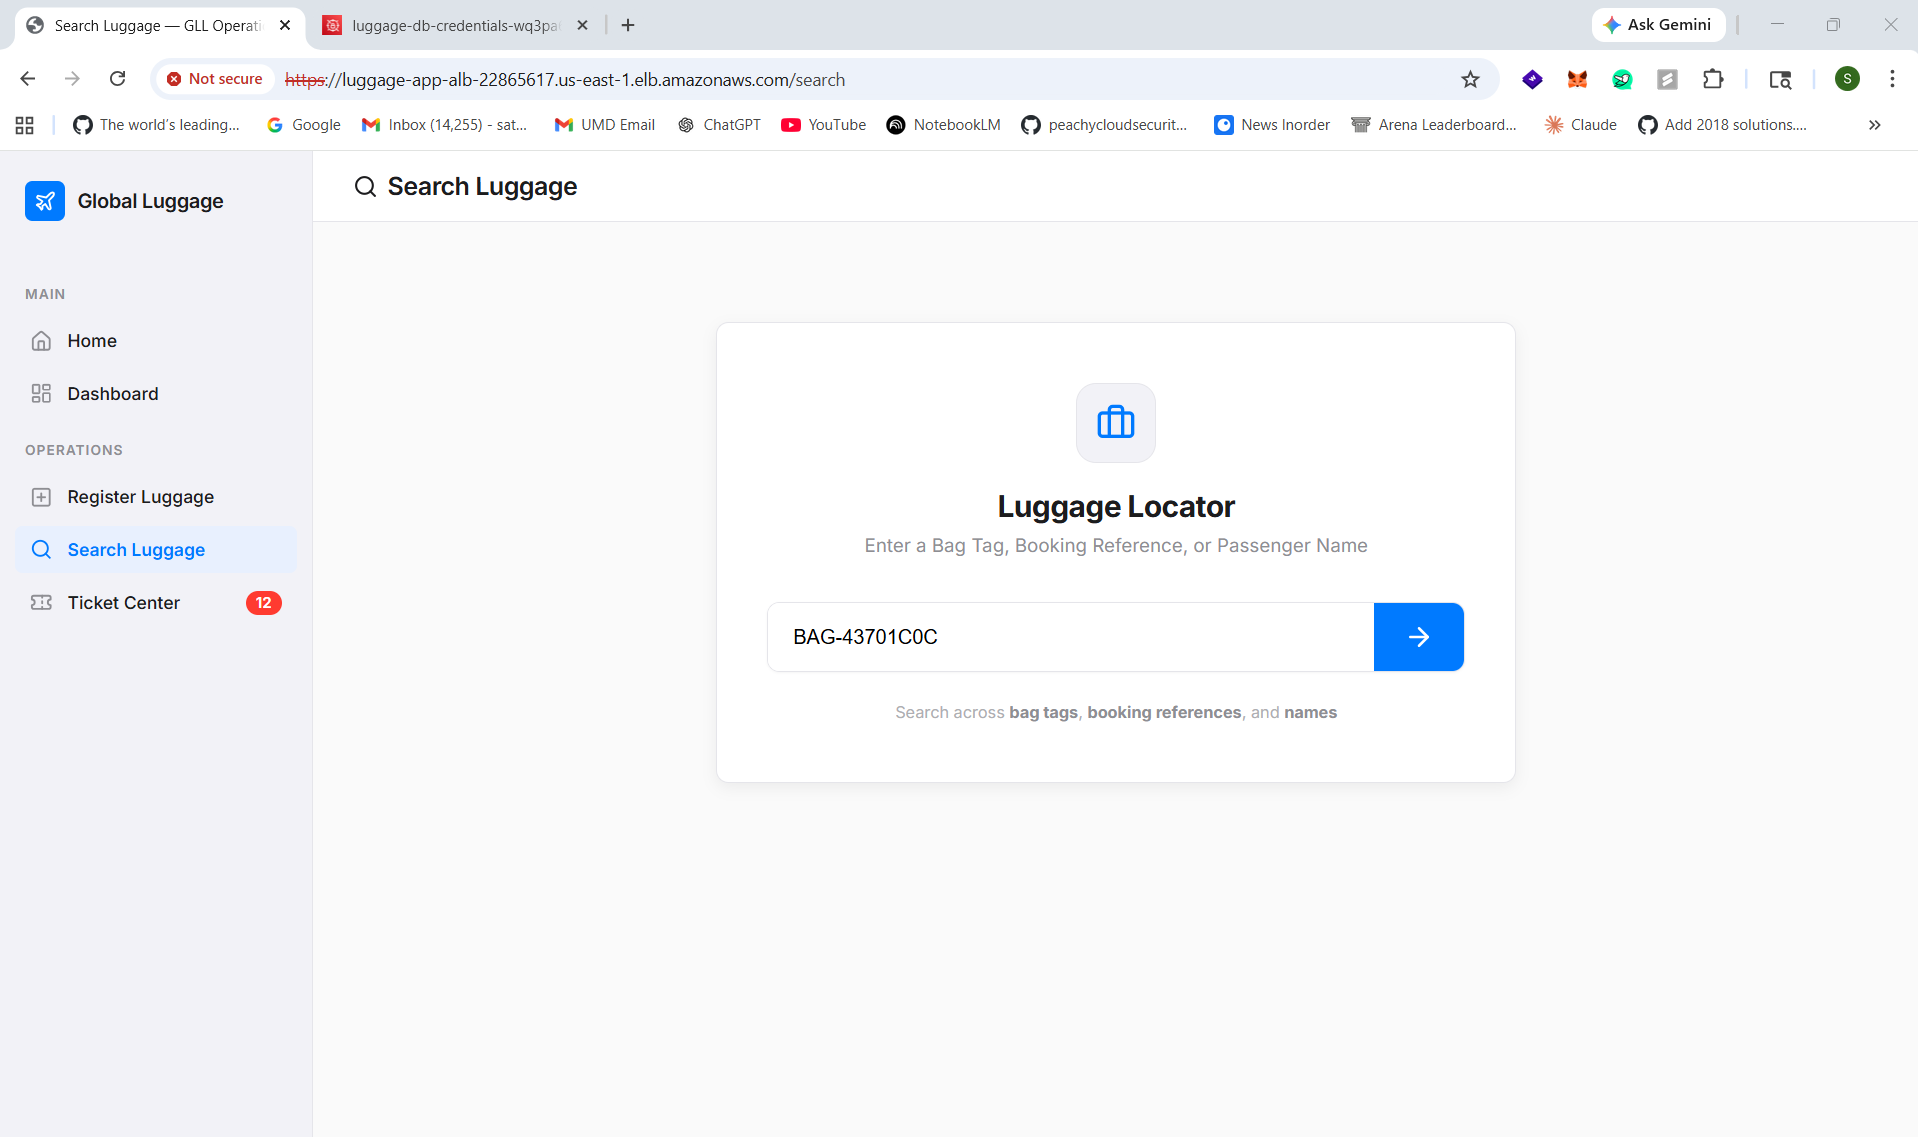 Search Luggage — GLL Operati
luggage-db-credentials-wq3pa
Ask Gemini
Not secure
https://luggage-app-alb-22865617.us-east-1.elb.amazonaws.com/search
S
The world's leading...
Google
Inbox (14,255) - sat...
UMD Email
ChatGPT
YouTube
NotebookLM
peachycloudsecurit...
News Inorder
Arena Leaderboard...
Claude
Add 2018 solutions....
Global Luggage
Search Luggage
MAIN
Home
Dashboard
OPERATIONS
Register Luggage
Search Luggage
Ticket Center 12
Luggage Locator
Enter a Bag Tag, Booking Reference, or Passenger Name
BAG-43701C0C
Search across bag tags, booking references, and names